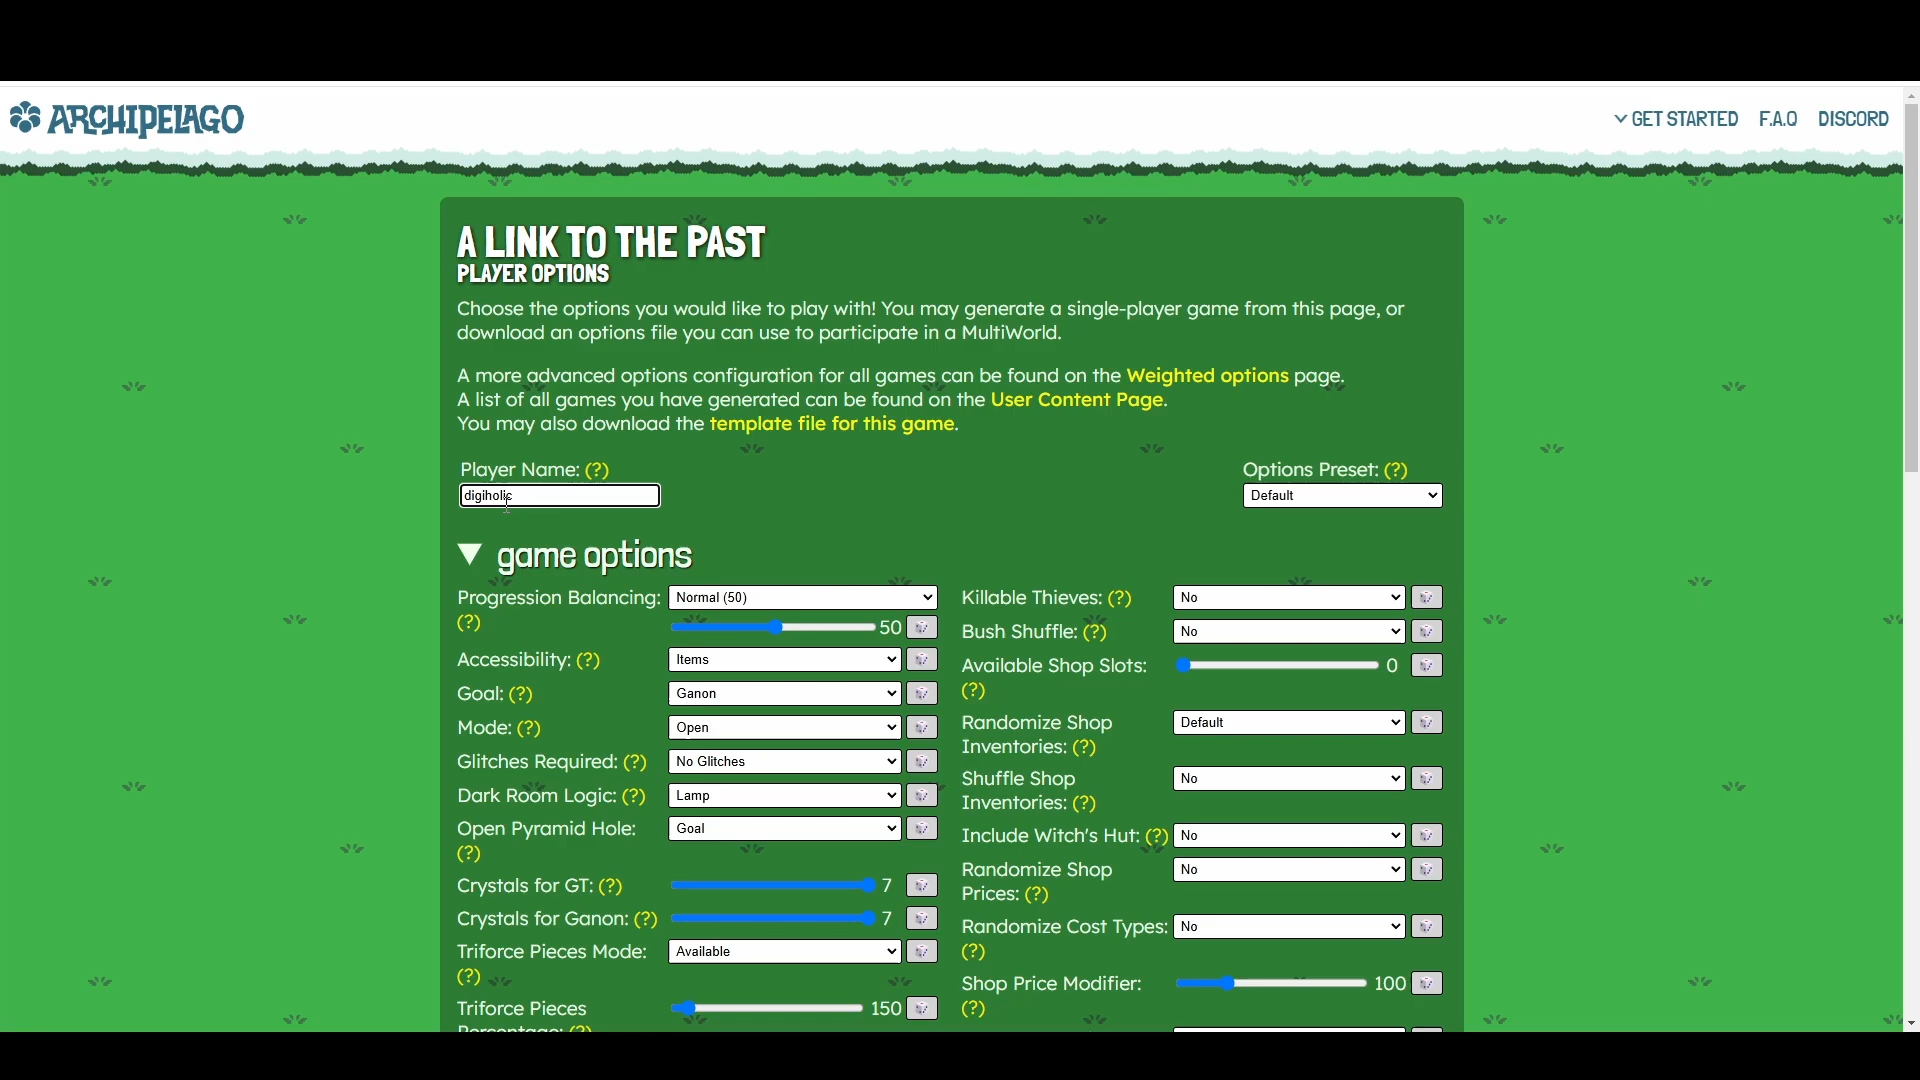 ARCHIPELAGO
GET STARTED F.A.Q DISCORD
A LINK TO THE PAST
PLAYER OPTIONS
Choose the options you would like to play with! You may generate a single-player game from this page, or
download an options file you can use to participate in a MultiWorld.
A more advanced options configuration for all games can be found on the Weighted options page.
A list of all games you have generated can be found on the User Content Page.
You may also download the template file for this game.
Player Name: (?)
digiholic
Options Preset: (?)
Default
game options
Progression Balancing: Normal (50)
(?) 50
Accessibility: (?) Items
Goal: (?) Ganon
Mode: (?) Open
Glitches Required: (?) No Glitches
Dark Room Logic: (?) Lamp
Open Pyramid Hole: Goal
(?)
Crystals for GT: (?) 7
Crystals for Ganon: (?) 7
Triforce Pieces Mode: Available
(?)
Triforce Pieces 150
Percentage: (?)
Killable Thieves: (?) No
Bush Shuffle: (?) No
Available Shop Slots: 0
(?)
Randomize Shop Default
Inventories: (?)
Shuffle Shop No
Inventories: (?)
Include Witch's Hut: (?) No
Randomize Shop No
Prices: (?)
Randomize Cost Types: No
(?)
Shop Price Modifier: 100
(?)